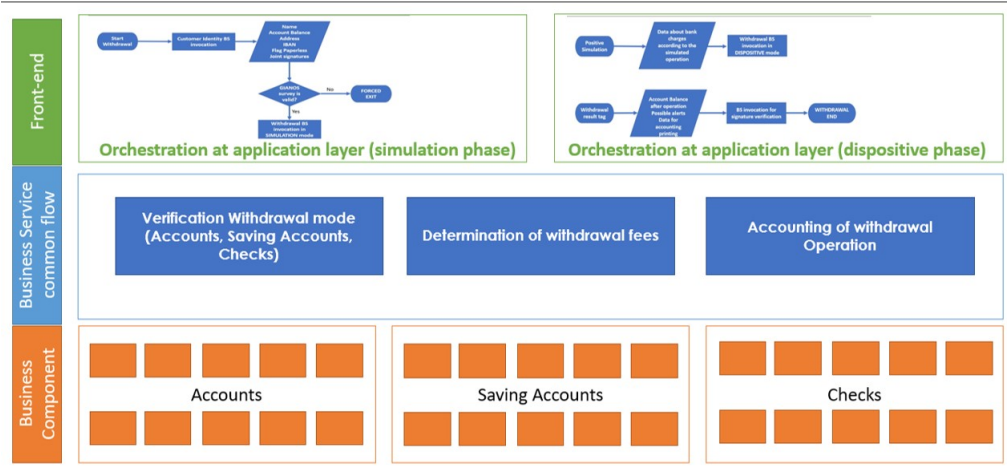 Front-end
Start
Withdrawal
Customer Identity BS
invocation
Name
Account Balance
Address
IBAN
Flag Paperless
Joint signatures
GIANOS
survey is
valid?
No
FORCED
EXIT
Yes
Withdrawal BS
invocation in
SIMULATION mode
Orchestration at application layer (simulation phase)
Positive
Simulation
Data about bank
charges
according to the
simulated
operation
Withdrawal BS
invocation in
DISPOSITIVE mode
Withdrawal
result tag
Account Balance
after operation
Possible alerts
Data for
accounting
printing
BS invocation for
signature verification
WITHDRAWAL
END
Orchestration at application layer (dispositive phase)
Business Service
common flow
Verification Withdrawal mode
(Accounts, Saving Accounts,
Checks)
Determination of withdrawal fees
Accounting of withdrawal
Operation
Business
Component
Accounts
Saving Accounts
Checks